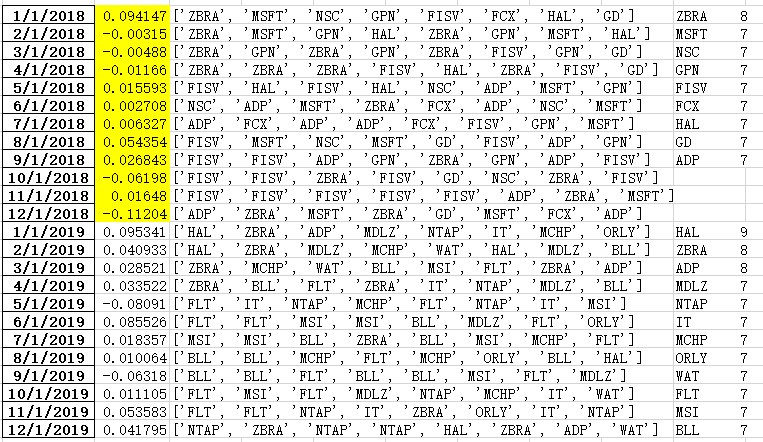 1/1/2018 0.094147 ['ZBRA', 'MSFT', 'NSC', 'GPN', 'FISV', 'FCX', 'HAL', 'GD'] ZBRA 8
2/1/2018 -0.00315 ['ZBRA', 'MSFT', 'GPN', 'HAL', 'ZBRA', 'GPN', 'MSFT', 'HAL'] MSFT 7
3/1/2018 -0.00488 ['ZBRA', 'GPN', 'ZBRA', 'GPN', 'ZBRA', 'FISV', 'GPN', 'GD'] NSC 7
4/1/2018 -0.01166 ['ZBRA', 'ZBRA', 'ZBRA', 'FISV', 'HAL', 'ZBRA', 'FISV', 'GD'] GPN 7
5/1/2018 0.015593 ['FISV', 'HAL', 'FISV', 'HAL', 'NSC', 'ADP', 'MSFT', 'GPN'] FISV 7
6/1/2018 0.002708 ['NSC', 'ADP', 'MSFT', 'ZBRA', 'FCX', 'ADP', 'NSC', 'MSFT'] FCX 7
7/1/2018 0.006327 ['ADP', 'FCX', 'ADP', 'ADP', 'FCX', 'FISV', 'GPN', 'MSFT'] HAL 7
8/1/2018 0.054354 ['FISV', 'MSFT', 'NSC', 'MSFT', 'GD', 'FISV', 'ADP', 'GPN'] GD 7
9/1/2018 0.026843 ['FISV', 'FISV', 'ADP', 'GPN', 'ZBRA', 'GPN', 'ADP', 'FISV'] ADP 7
10/1/2018 -0.06198 ['FISV', 'FISV', 'ZBRA', 'FISV', 'GD', 'NSC', 'ZBRA', 'FISV']
11/1/2018 0.01648 ['FISV', 'FISV', 'FISV', 'FISV', 'FISV', 'ADP', 'ZBRA', 'MSFT']
12/1/2018 -0.11204 ['ADP', 'ZBRA', 'MSFT', 'ZBRA', 'GD', 'MSFT', 'FCX', 'ADP']
1/1/2019 0.095341 ['HAL', 'ZBRA', 'ADP', 'MDLZ', 'NTAP', 'IT', 'MCHP', 'ORLY'] HAL 9
2/1/2019 0.040933 ['HAL', 'ZBRA', 'MDLZ', 'MCHP', 'WAT', 'HAL', 'MDLZ', 'BLL'] ZBRA 8
3/1/2019 0.028521 ['ZBRA', 'MCHP', 'WAT', 'BLL', 'MSI', 'FLT', 'ZBRA', 'ADP'] ADP 8
4/1/2019 0.033522 ['ZBRA', 'BLL', 'FLT', 'ZBRA', 'IT', 'NTAP', 'MDLZ', 'BLL'] MDLZ 7
5/1/2019 -0.08091 ['FLT', 'IT', 'NTAP', 'MCHP', 'FLT', 'NTAP', 'IT', 'MSI'] NTAP 7
6/1/2019 0.085526 ['FLT', 'FLT', 'MSI', 'MSI', 'BLL', 'MDLZ', 'FLT', 'ORLY'] IT 7
7/1/2019 0.018357 ['MSI', 'MSI', 'BLL', 'ZBRA', 'BLL', 'MSI', 'MCHP', 'FLT'] MCHP 7
8/1/2019 0.010064 ['BLL', 'BLL', 'MCHP', 'FLT', 'MCHP', 'ORLY', 'BLL', 'HAL'] ORLY 7
9/1/2019 -0.06318 ['BLL', 'BLL', 'FLT', 'BLL', 'BLL', 'MSI', 'FLT', 'MDLZ'] WAT 7
10/1/2019 0.011105 ['FLT', 'MSI', 'FLT', 'MDLZ', 'NTAP', 'MCHP', 'IT', 'WAT'] FLT 7
11/1/2019 0.053583 ['FLT', 'FLT', 'NTAP', 'IT', 'ZBRA', 'ORLY', 'IT', 'NTAP'] MSI 7
12/1/2019 0.041795 ['NTAP', 'ZBRA', 'NTAP', 'NTAP', 'HAL', 'ZBRA', 'ADP', 'WAT'] BLL 7